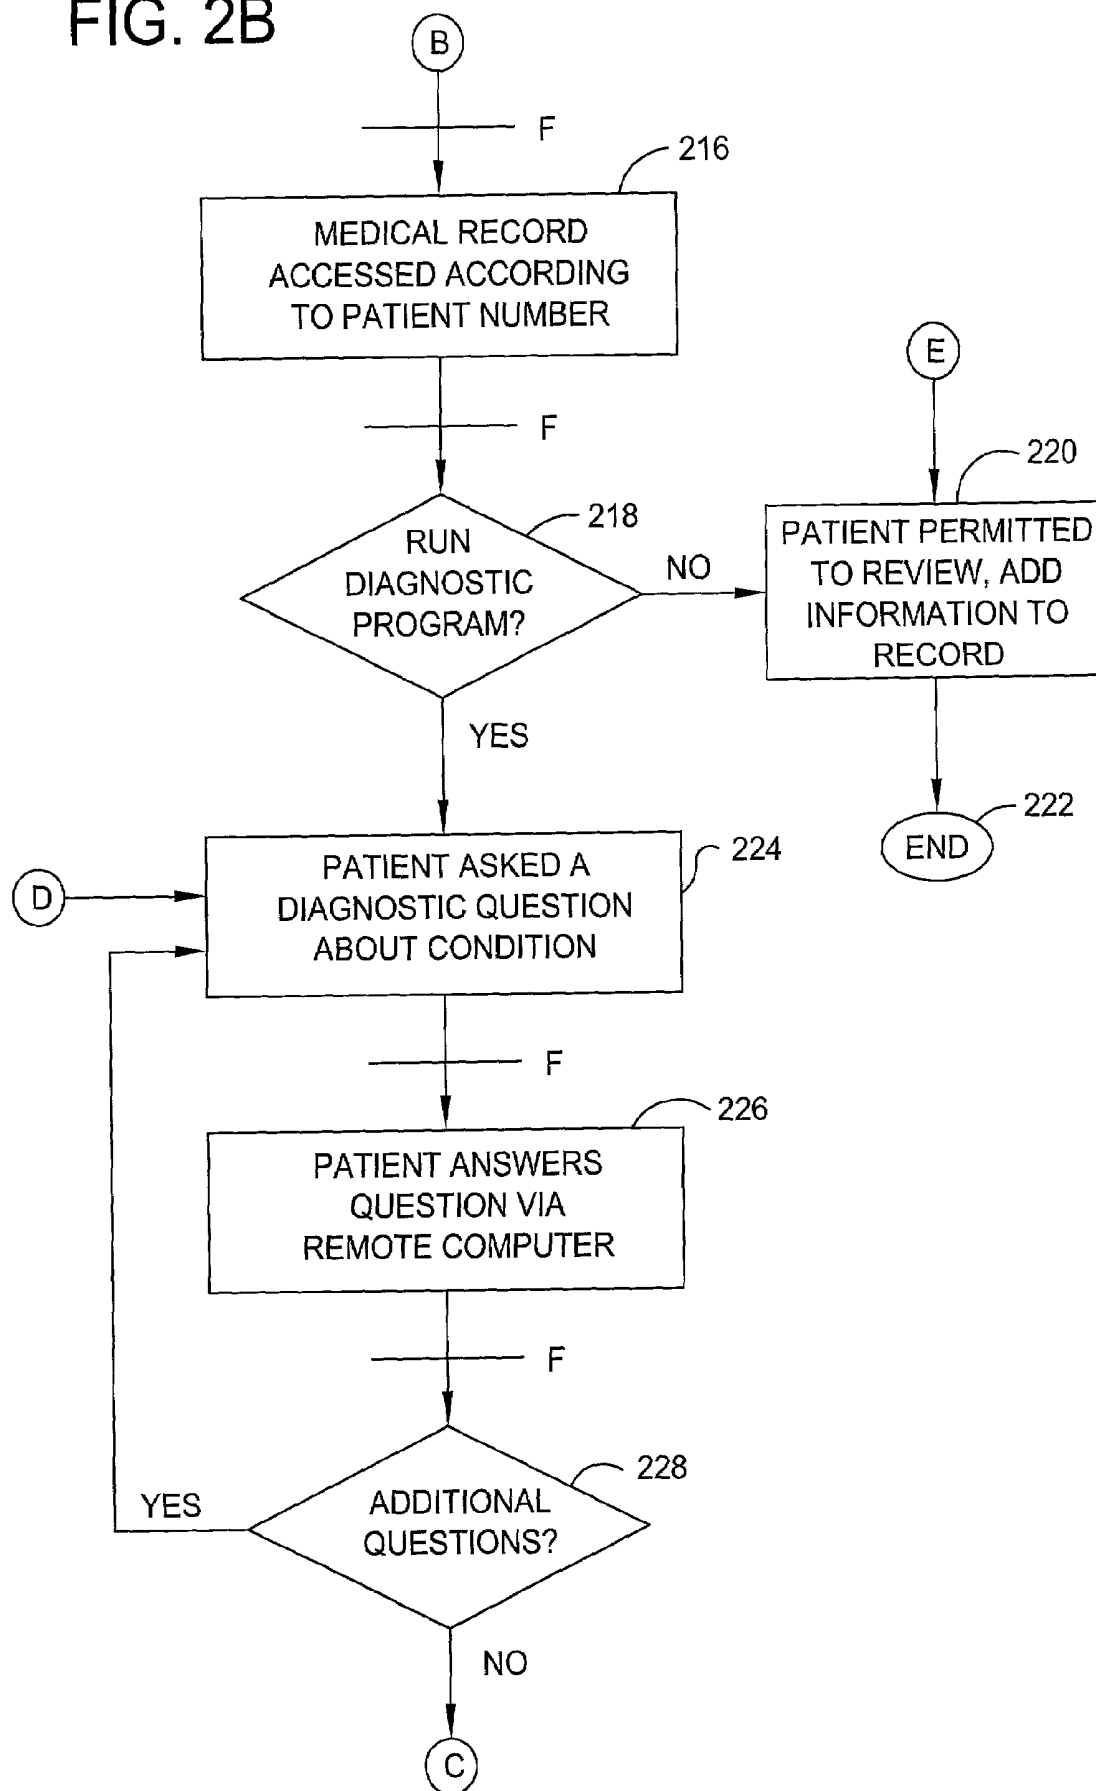 FIG. 2B
B
F
216
MEDICAL RECORD
ACCESSED ACCORDING
TO PATIENT NUMBER
F
218
RUN
DIAGNOSTIC
PROGRAM?
NO
YES
E
220
PATIENT PERMITTED
TO REVIEW, ADD
INFORMATION TO
RECORD
222
END
D
224
PATIENT ASKED A
DIAGNOSTIC QUESTION
ABOUT CONDITION
F
226
PATIENT ANSWERS
QUESTION VIA
REMOTE COMPUTER
F
228
ADDITIONAL
QUESTIONS?
YES
NO
C